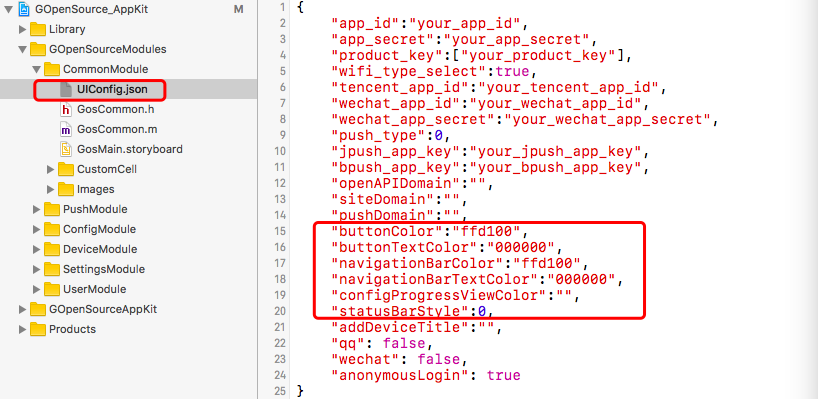 GOpenSource_AppKit M
Library
GOpenSourceModules
CommonModule
UIConfig.json
GosCommon.h
GosCommon.m
GosMain.storyboard
CustomCell
Images
PushModule
ConfigModule
DeviceModule
SettingsModule
UserModule
GOpenSourceAppKit
Products
1 {
2 "app_id":"your_app_id",
3 "app_secret":"your_app_secret",
4 "product_key":["your_product_key"],
5 "wifi_type_select":true,
6 "tencent_app_id":"your_tencent_app_id",
7 "wechat_app_id":"your_wechat_app_id",
8 "wechat_app_secret":"your_wechat_app_secret",
9 "push_type":0,
10 "jpush_app_key":"your_jpush_app_key",
11 "bpush_app_key":"your_bpush_app_key",
12 "openAPIDomain":"",
13 "siteDomain":"",
14 "pushDomain":"",
15 "buttonColor":"ffd100",
16 "buttonTextColor":"000000",
17 "navigationBarColor":"ffd100",
18 "navigationBarTextColor":"000000",
19 "configProgressViewColor":"",
20 "statusBarStyle":0,
21 "addDeviceTitle":"",
22 "qq": false,
23 "wechat": false,
24 "anonymousLogin": true
25 }